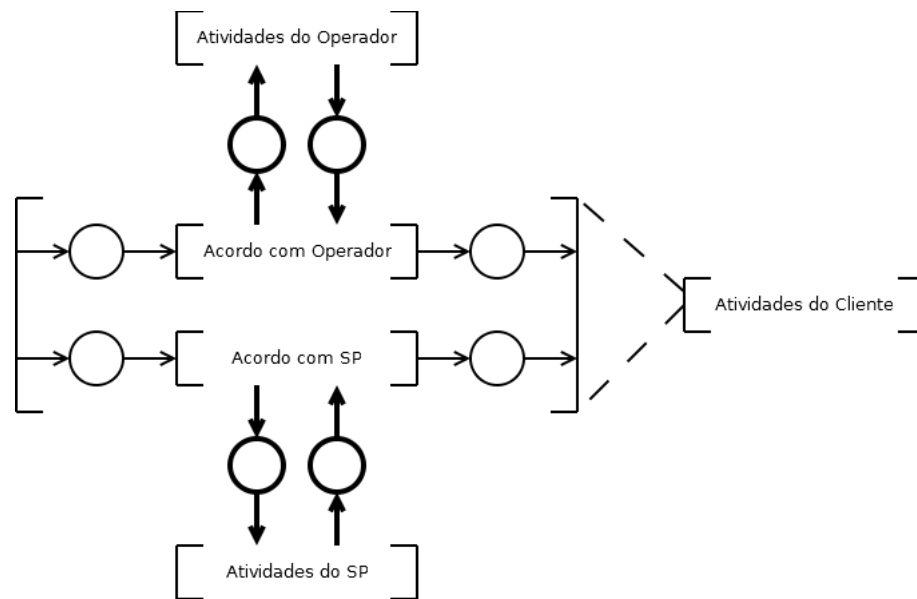 Atividades do Operador
Acordo com Operador
Atividades do Cliente
Acordo com SP
Atividades do SP